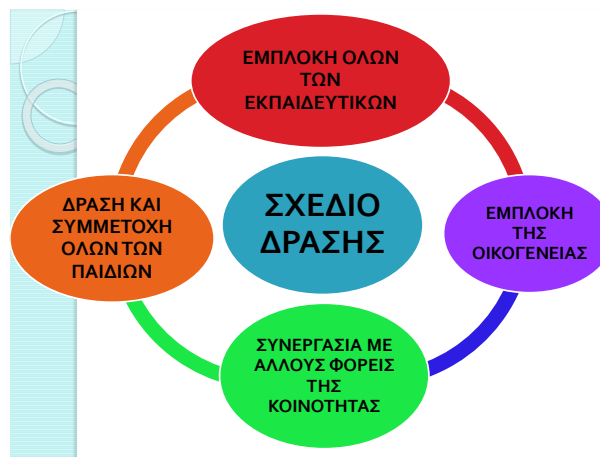 ΕΜΠΛΟΚΗ ΟΛΩΝ
ΤΩΝ
ΕΚΠΑΙΔΕΥΤΙΚΩΝ
ΔΡΑΣΗ ΚΑΙ
ΣΥΜΜΕΤΟΧΗ
ΟΛΩΝ ΤΩΝ
ΠΑΙΔΙΩΝ
ΣΧΕΔΙΟ
ΔΡΑΣΗΣ
ΕΜΠΛΟΚΗ
ΤΗΣ
ΟΙΚΟΓΕΝΕΙΑΣ
ΣΥΝΕΡΓΑΣΙΑ ΜΕ
ΑΛΛΟΥΣ ΦΟΡΕΙΣ
ΤΗΣ
ΚΟΙΝΟΤΗΤΑΣ